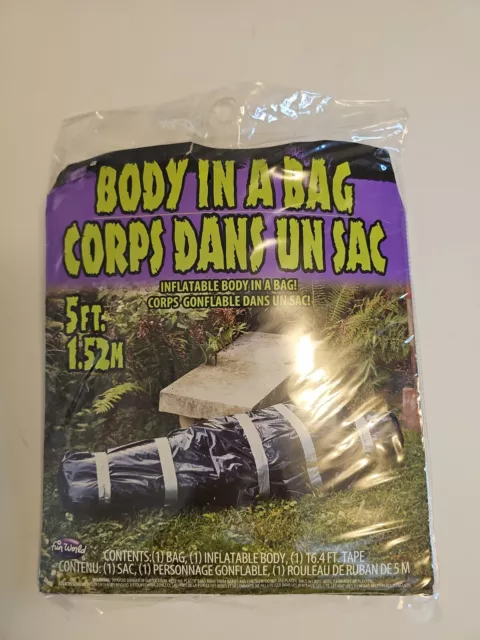 BODY IN A BAG
CORPS DANS UN SAC
INFLATABLE BODY IN A BAG!
CORPS GONFLABLE DANS UN SAC!
5 FT.
1.52M
fun World
CONTENTS: (1) BAG, (1) INFLATABLE BODY, (1) 16.4 FT. TAPE
CONTENU: (1) SAC, (1) PERSONNAGE GONFLABLE, (1) ROULEAU DE RUBAN DE 5 M
WARNING: